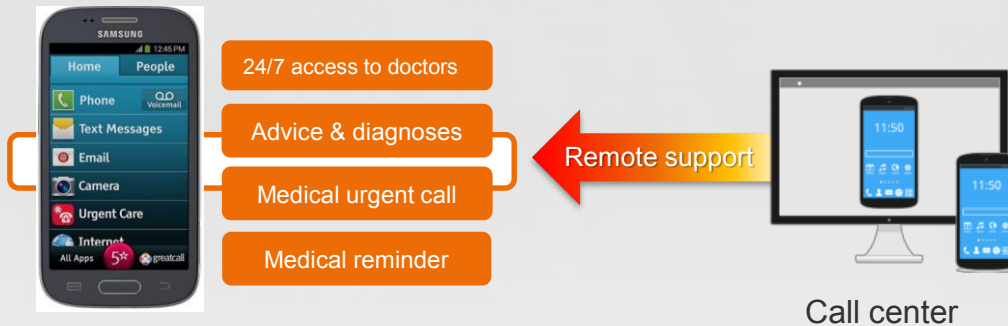 SAMSUNG
12:45 PM
Home People
Phone
Voicemail
Text Messages
Email
Camera
Urgent Care
Internet
All Apps 5☆ greatcall
24/7 access to doctors
Advice & diagnoses
Medical urgent call
Medical reminder
Remote support
11:50
11:50
Call center